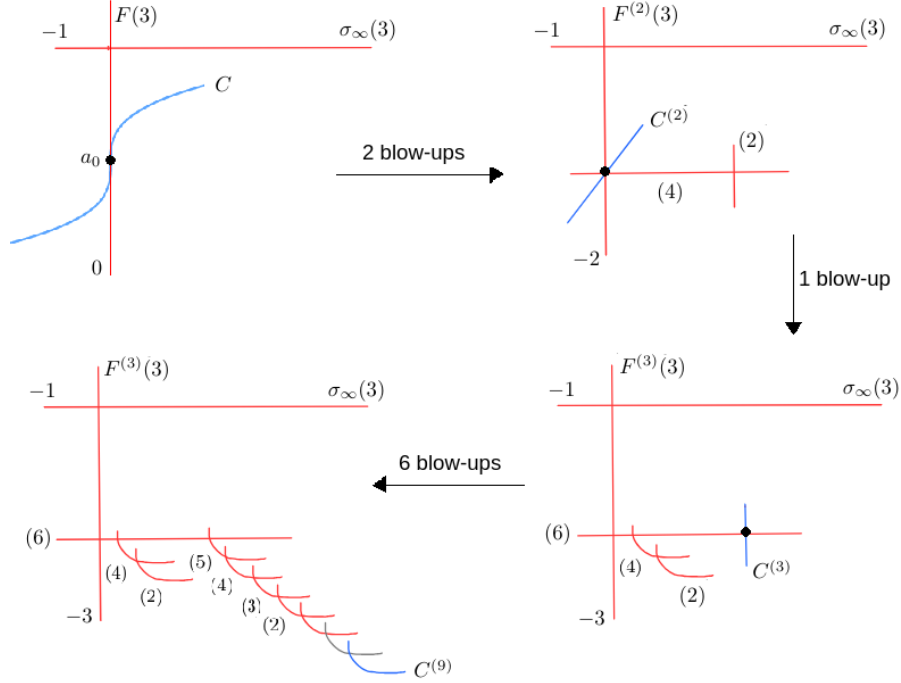 F(3)
−1
σ∞(3)
C
a₀
0
2 blow-ups
F⁽²⁾(3)
−1
σ∞(3)
C⁽²⁾
(2)
(4)
−2
1 blow-up
F⁽³⁾(3)
−1
σ∞(3)
(6)
(4)
(2)
C⁽³⁾
−3
6 blow-ups
F⁽³⁾(3)
−1
σ∞(3)
(6)
(4)
(2)
(5)
(4)
(3)
(2)
−3
C⁽⁹⁾